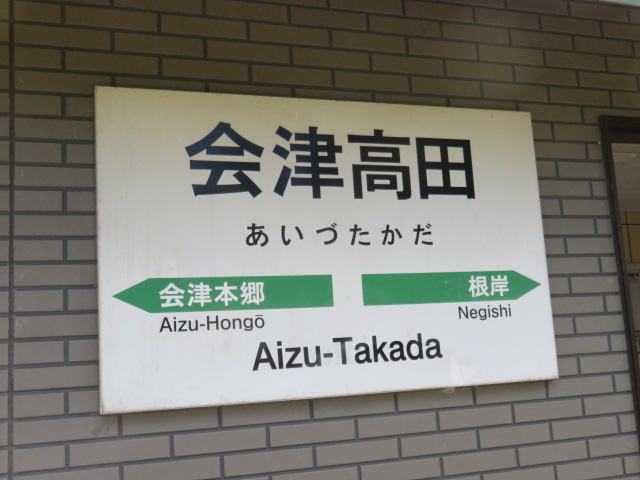 会津高田
あいづたかだ
会津本郷
Aizu-Hongō
根岸
Negishi
Aizu-Takada